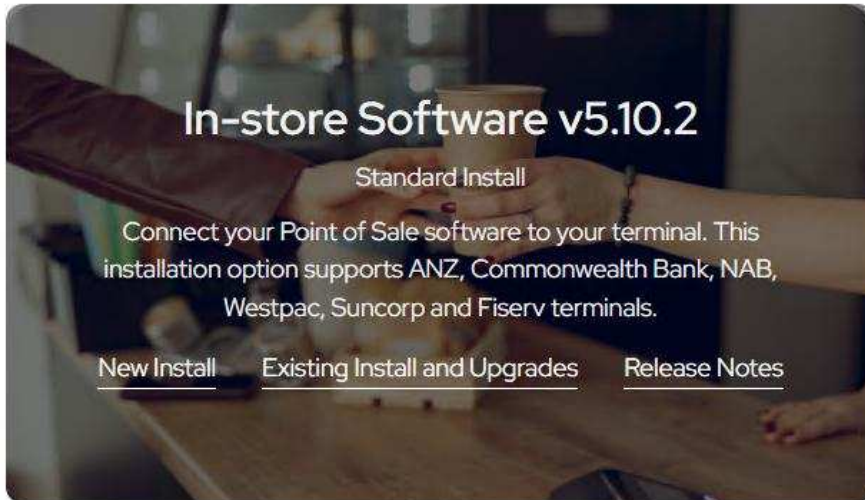 In-store Software v5.10.2
Standard Install
Connect your Point of Sale software to your terminal. This
installation option supports ANZ, Commonwealth Bank, NAB,
Westpac, Suncorp and Fiserv terminals.
New Install Existing Install and Upgrades Release Notes